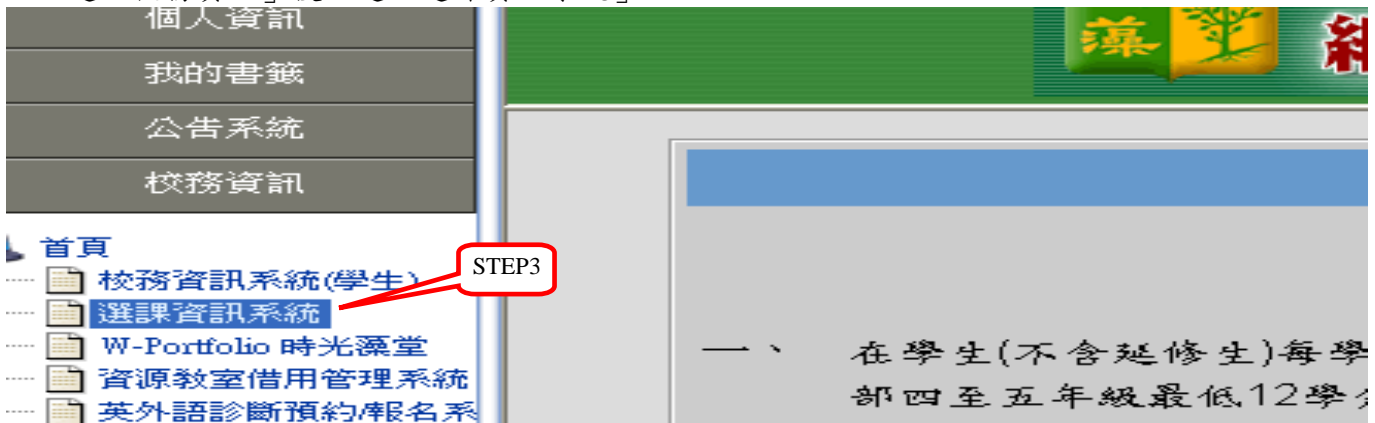 個人資訊
我的書籤
公告系統
校務資訊
首頁
校務資訊系統(學生)
選課資訊系統
W-Portfolio 時光藻堂
資源教室借用管理系統
英外語診斷預約/報名系
STEP3
藻
一、 在學生(不含延修生)每學
部四至五年級最低12學分